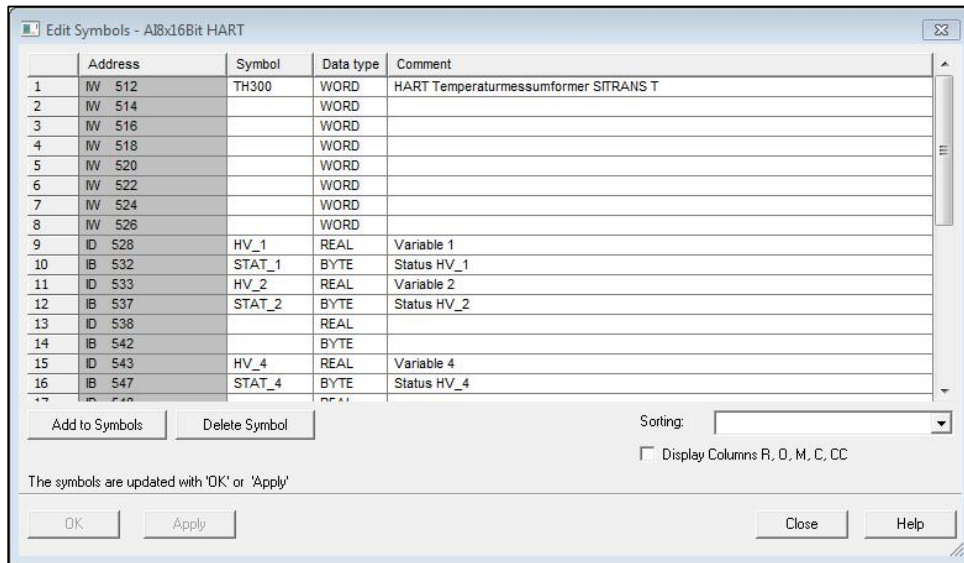 Edit Symbols - AI8x16Bit HART
Address Symbol Data type Comment
1 IW 512 TH300 WORD HART Temperaturmessumformer SITRANS T
2 IW 514 WORD
3 IW 516 WORD
4 IW 518 WORD
5 IW 520 WORD
6 IW 522 WORD
7 IW 524 WORD
8 IW 526 WORD
9 ID 528 HV_1 REAL Variable 1
10 IB 532 STAT_1 BYTE Status HV_1
11 ID 533 HV_2 REAL Variable 2
12 IB 537 STAT_2 BYTE Status HV_2
13 ID 538 REAL
14 IB 542 BYTE
15 ID 543 HV_4 REAL Variable 4
16 IB 547 STAT_4 BYTE Status HV_4
Add to Symbols Delete Symbol Sorting:
Display Columns R, O, M, C, CC
The symbols are updated with 'OK' or 'Apply'
OK Apply Close Help